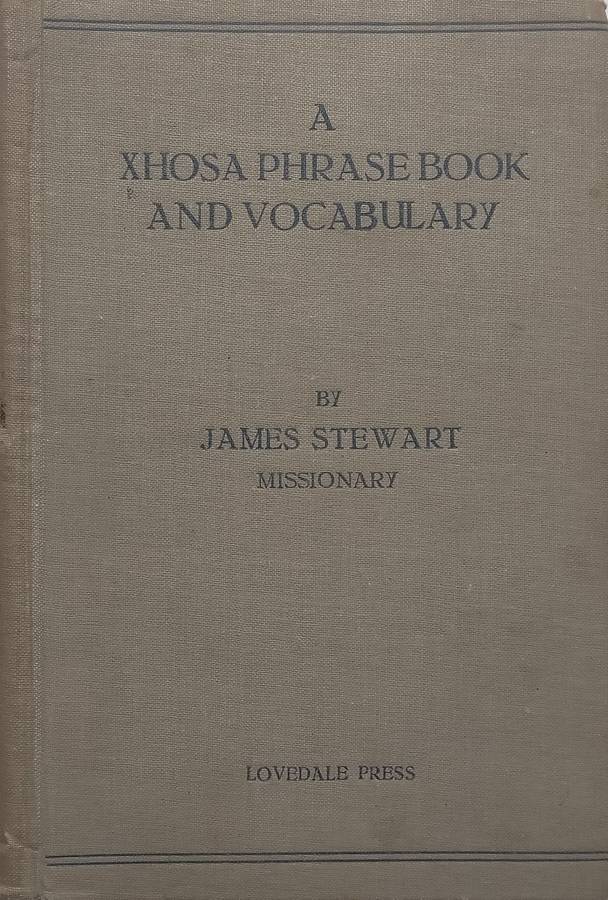 A
XHOSA PHRASE BOOK
AND VOCABULARY
BY
JAMES STEWART
MISSIONARY
LOVEDALE PRESS